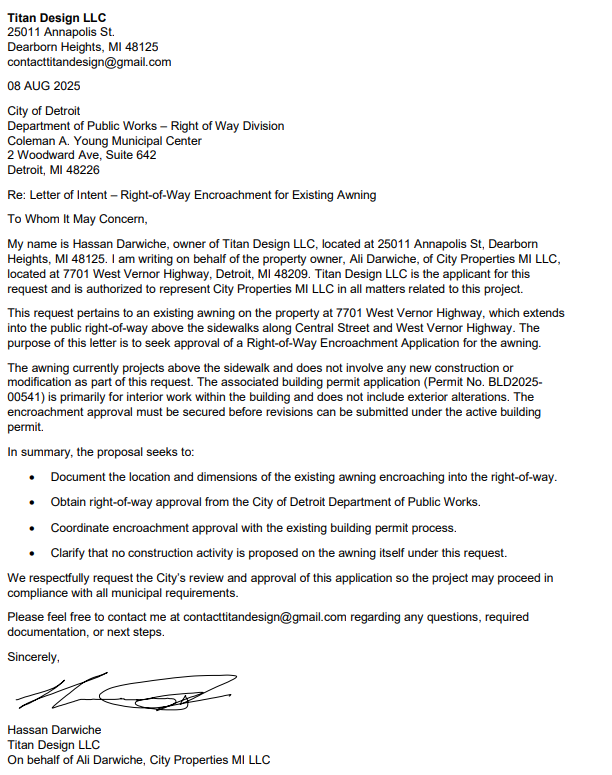 Titan Design LLC
25011 Annapolis St.
Dearborn Heights, MI 48125
contacttitandesign@gmail.com
08 AUG 2025
City of Detroit
Department of Public Works – Right of Way Division
Coleman A. Young Municipal Center
2 Woodward Ave, Suite 642
Detroit, MI 48226
Re: Letter of Intent – Right-of-Way Encroachment for Existing Awning
To Whom It May Concern,
My name is Hassan Darwiche, owner of Titan Design LLC, located at 25011 Annapolis St, Dearborn
Heights, MI 48125. I am writing on behalf of the property owner, Ali Darwiche, of City Properties MI LLC,
located at 7701 West Vernor Highway, Detroit, MI 48209. Titan Design LLC is the applicant for this
request and is authorized to represent City Properties MI LLC in all matters related to this project.
This request pertains to an existing awning on the property at 7701 West Vernor Highway, which extends
into the public right-of-way above the sidewalks along Central Street and West Vernor Highway. The
purpose of this letter is to seek approval of a Right-of-Way Encroachment Application for the awning.
The awning currently projects above the sidewalk and does not involve any new construction or
modification as part of this request. The associated building permit application (Permit No. BLD2025-
00541) is primarily for interior work within the building and does not include exterior alterations. The
encroachment approval must be secured before revisions can be submitted under the active building
permit.
In summary, the proposal seeks to:
• Document the location and dimensions of the existing awning encroaching into the right-of-way.
• Obtain right-of-way approval from the City of Detroit Department of Public Works.
• Coordinate encroachment approval with the existing building permit process.
• Clarify that no construction activity is proposed on the awning itself under this request.
We respectfully request the City's review and approval of this application so the project may proceed in
compliance with all municipal requirements.
Please feel free to contact me at contacttitandesign@gmail.com regarding any questions, required
documentation, or next steps.
Sincerely,
Hassan Darwiche
Titan Design LLC
On behalf of Ali Darwiche, City Properties MI LLC